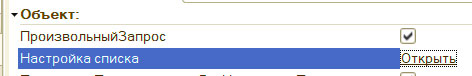 Объект:
ПроизвольныйЗапрос
Настройка списка Открыть